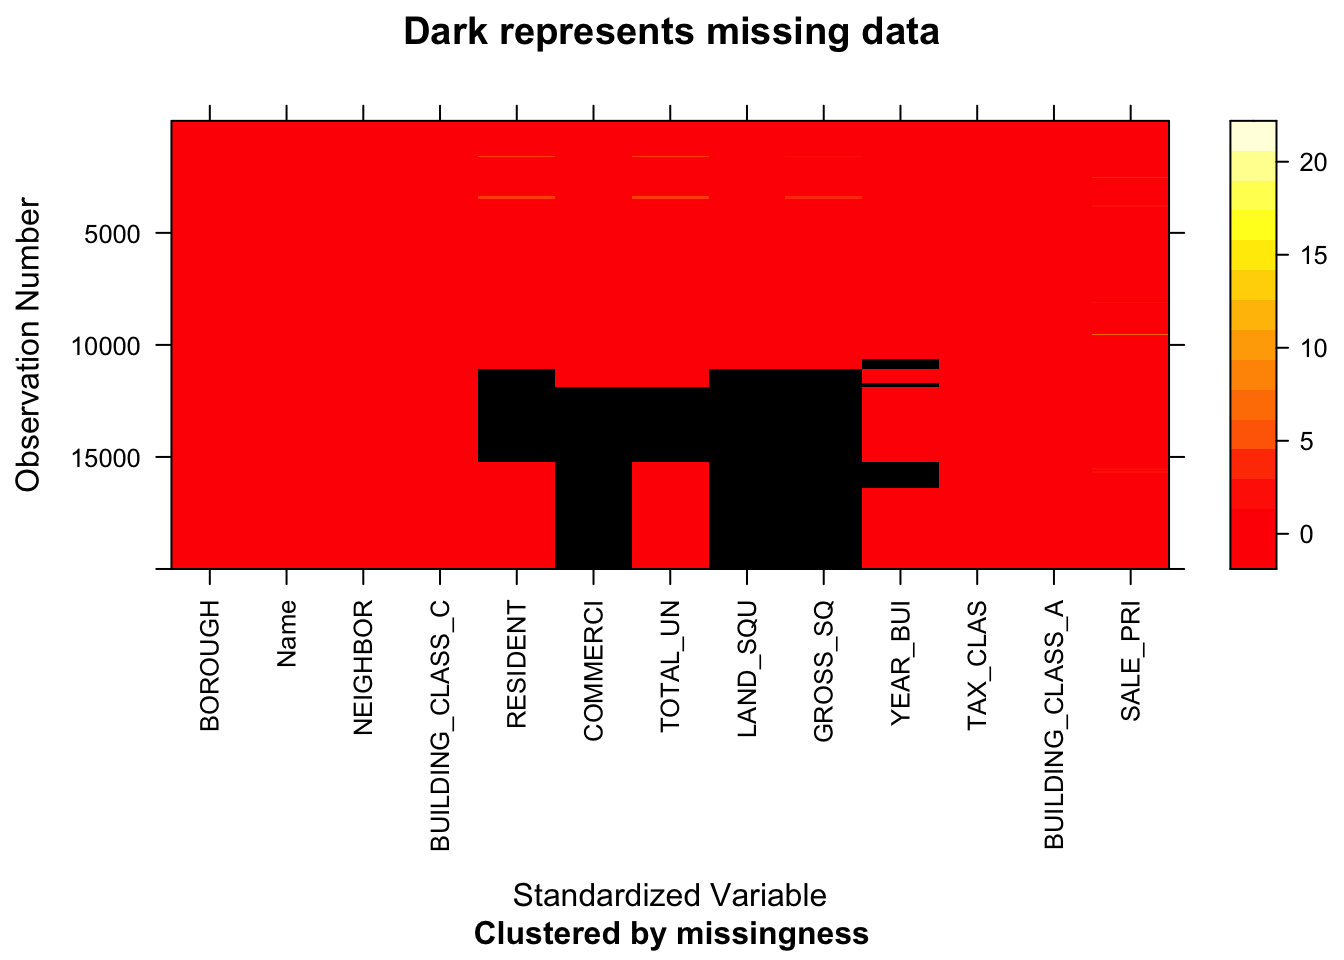 Dark represents missing data
Observation Number
5000
10000
15000
20
15
10
5
0
BOROUGH
Name
NEIGHBOR
BUILDING_CLASS_C
RESIDENT
COMMERCI
TOTAL_UN
LAND_SQU
GROSS_SQ
YEAR_BUI
TAX_CLAS
BUILDING_CLASS_A
SALE_PRI
Standardized Variable
Clustered by missingness